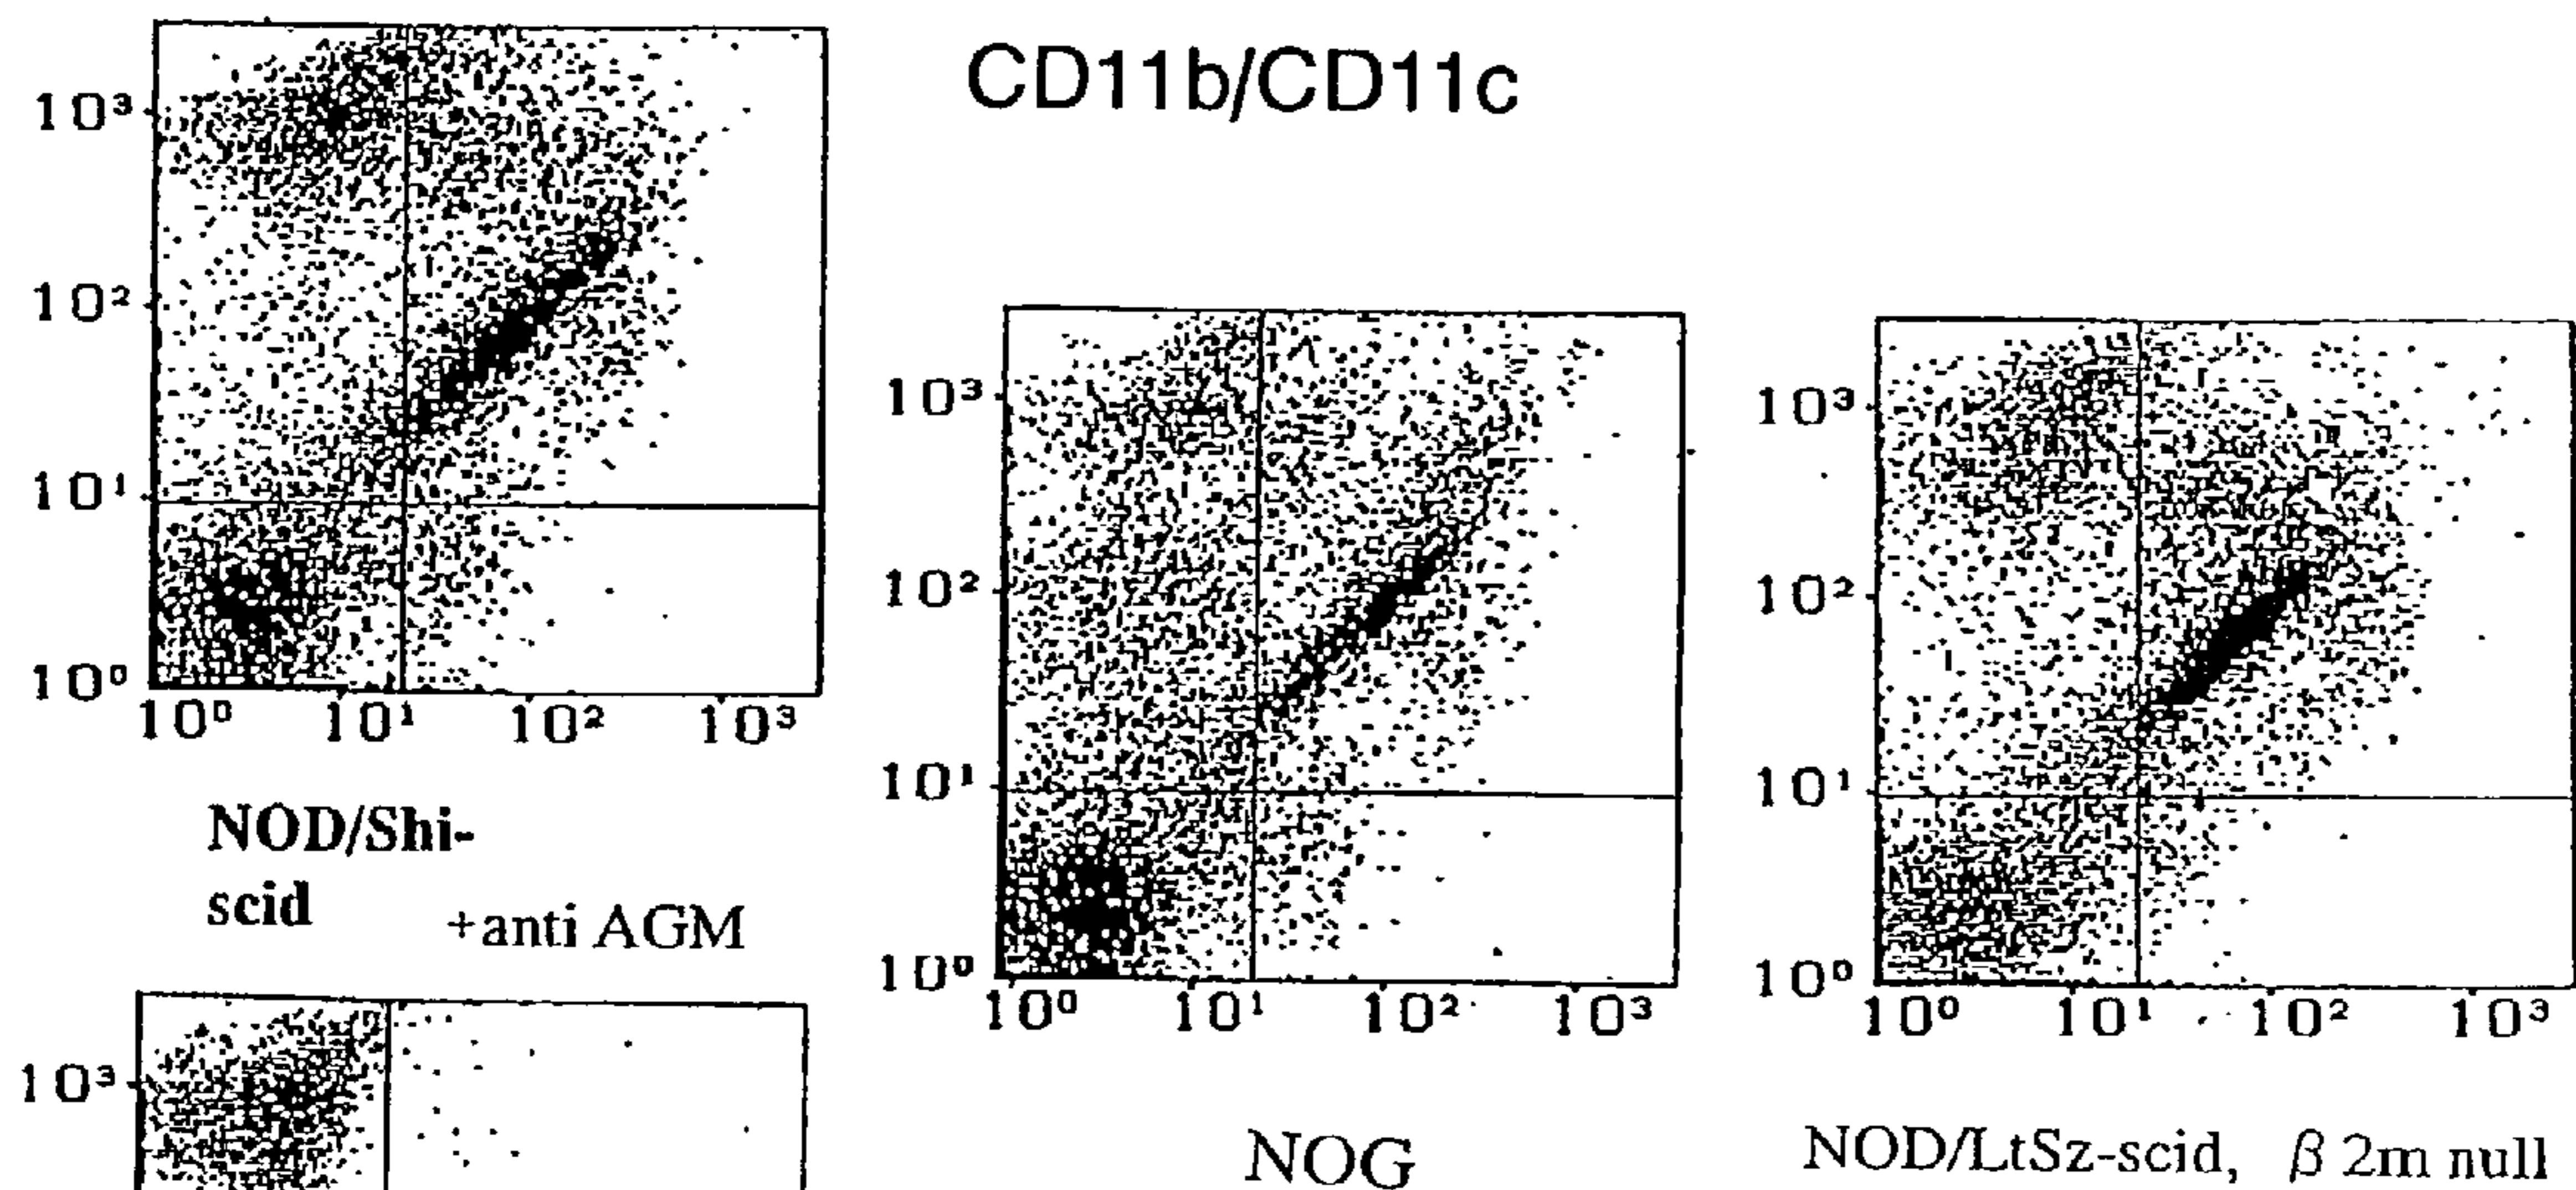 CD11b/CD11c
10³
10²
10¹
10⁰
10⁰ 10¹ 10² 10³
NOD/Shi-
scid +anti AGM
10³
10²
10¹
10⁰
10⁰ 10¹ 10² 10³
NOG
10³
10²
10¹
10⁰
10⁰ 10¹ 10² 10³
NOD/LtSz-scid, β 2m null
10³